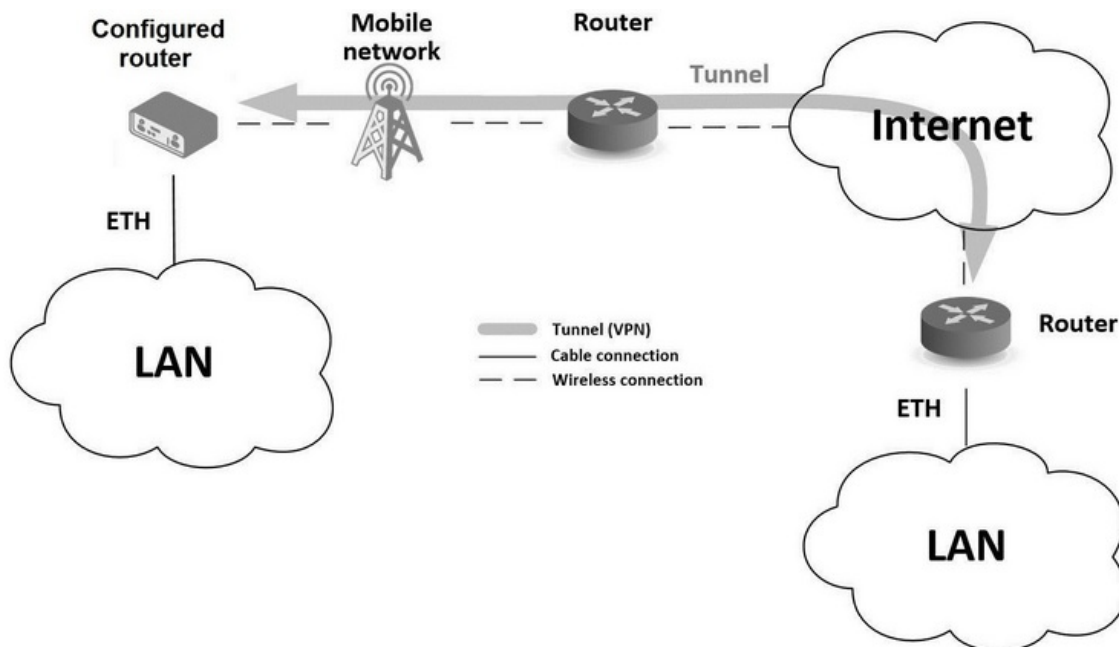 Configured
router
Mobile
network
Router
Tunnel
Internet
ETH
LAN
Tunnel (VPN)
Cable connection
Wireless connection
Router
ETH
LAN